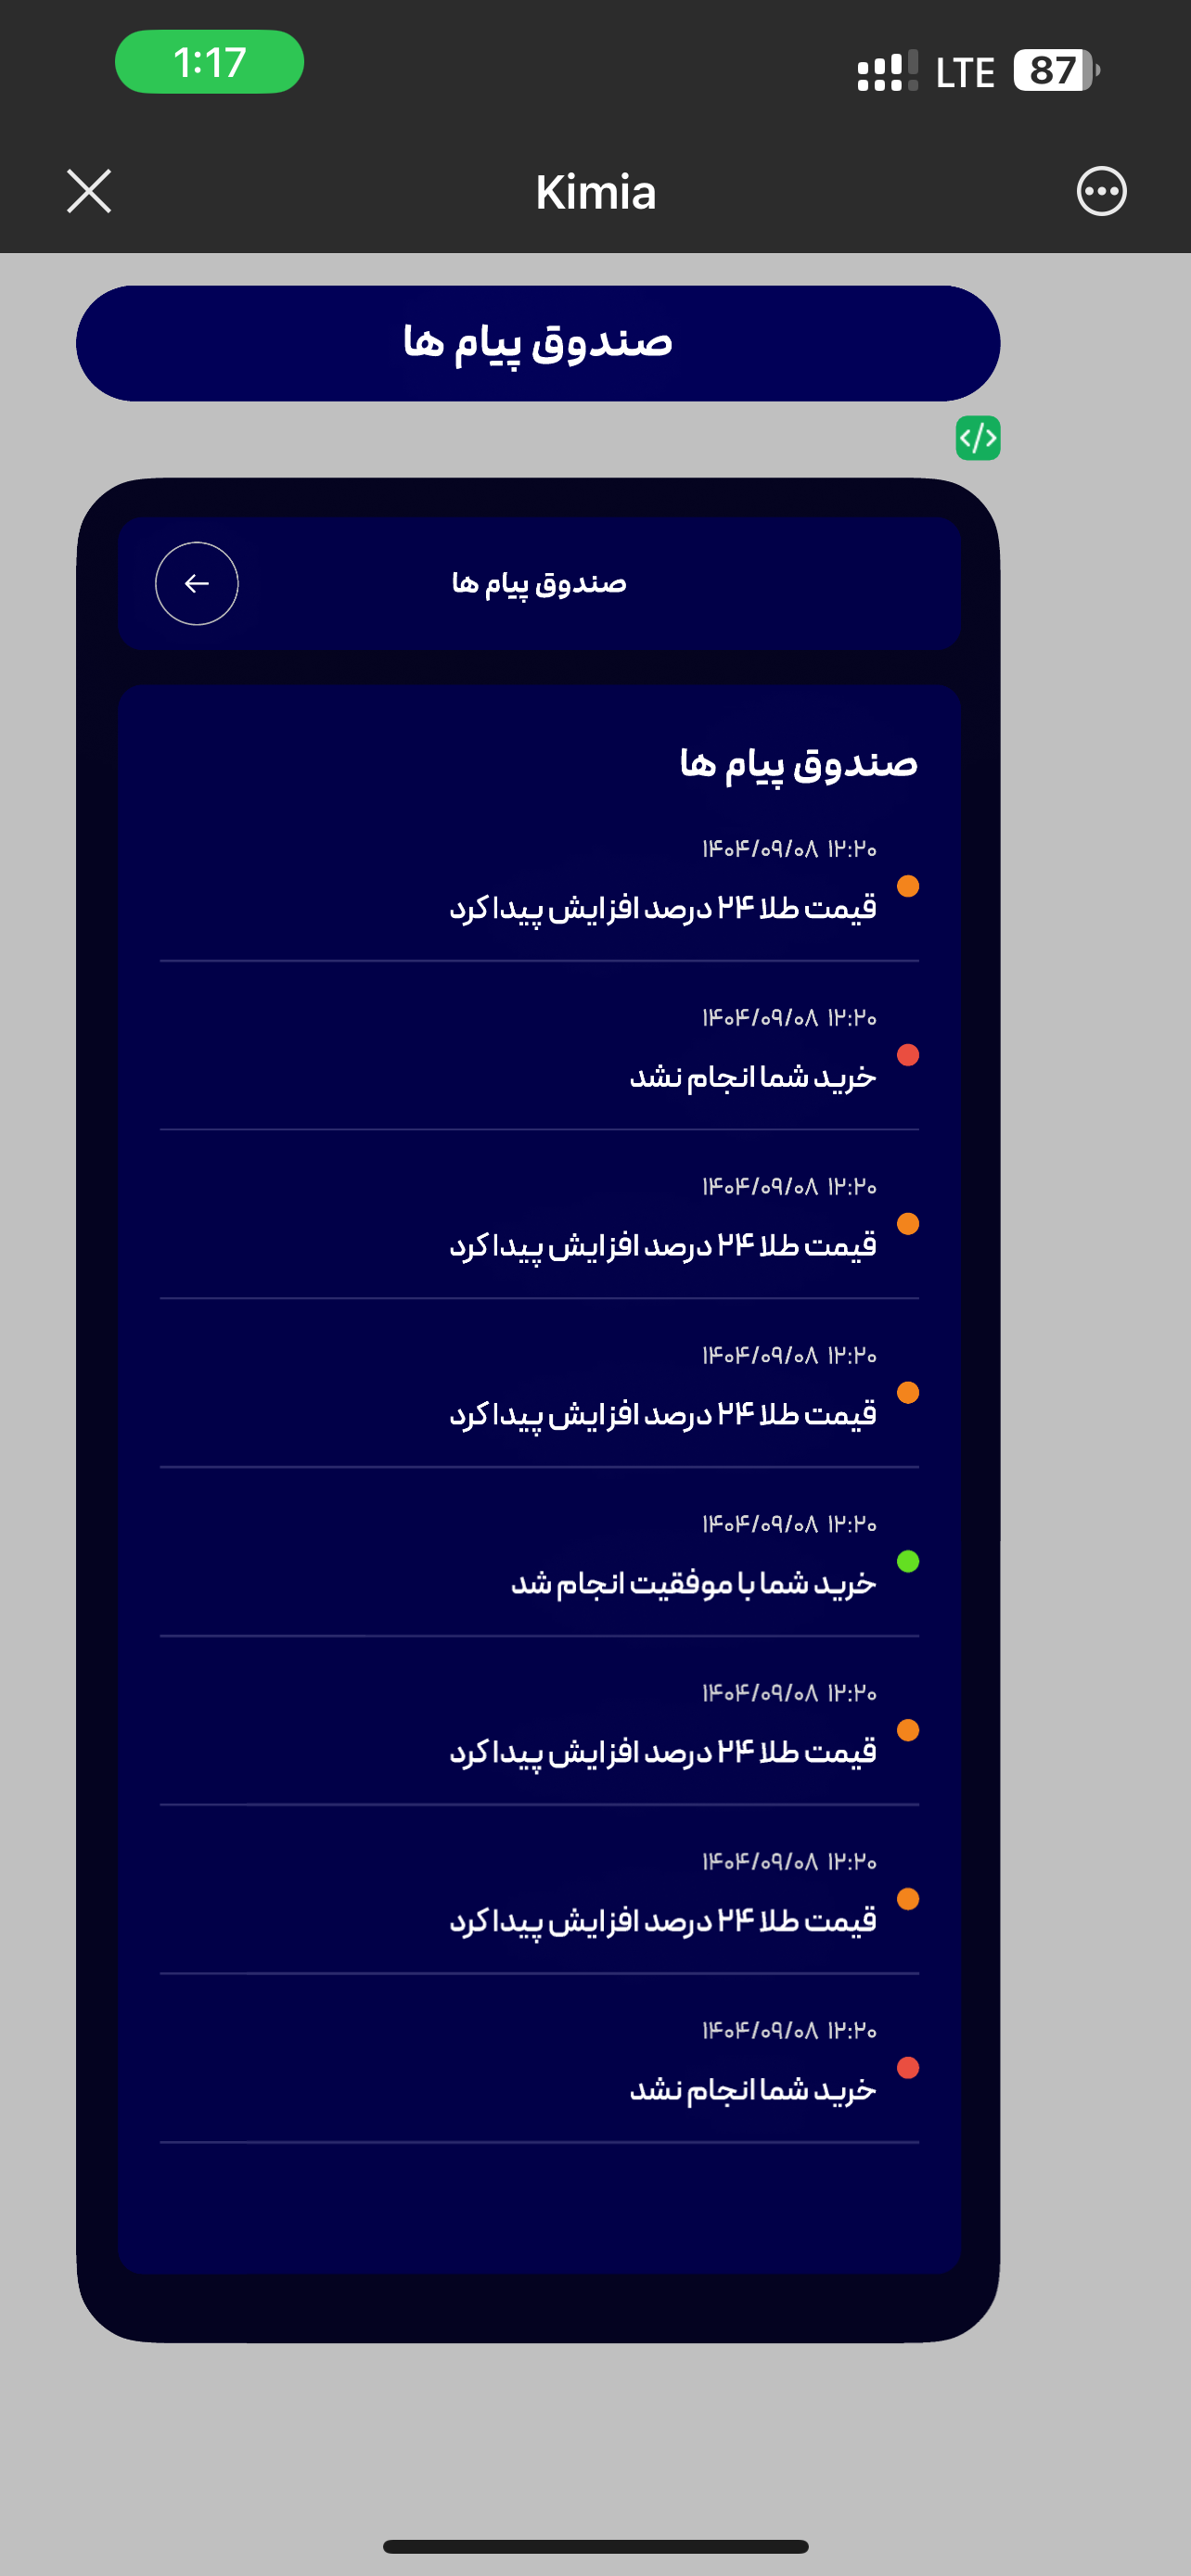 1:17
LTE
87
Kimia
صندوق پیام ها
صندوق پیام ها
صندوق پیام ها
۱۴۰۴/۰۹/۰۸ ۱۲:۲۰
قیمت طلا ۲۴ درصد افزایش پیدا کرد
۱۴۰۴/۰۹/۰۸ ۱۲:۲۰
خرید شما انجام نشد
۱۴۰۴/۰۹/۰۸ ۱۲:۲۰
قیمت طلا ۲۴ درصد افزایش پیدا کرد
۱۴۰۴/۰۹/۰۸ ۱۲:۲۰
قیمت طلا ۲۴ درصد افزایش پیدا کرد
۱۴۰۴/۰۹/۰۸ ۱۲:۲۰
خرید شما با موفقیت انجام شد
۱۴۰۴/۰۹/۰۸ ۱۲:۲۰
قیمت طلا ۲۴ درصد افزایش پیدا کرد
۱۴۰۴/۰۹/۰۸ ۱۲:۲۰
قیمت طلا ۲۴ درصد افزایش پیدا کرد
۱۴۰۴/۰۹/۰۸ ۱۲:۲۰
خرید شما انجام نشد